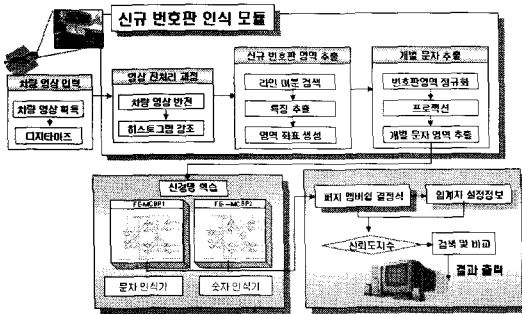 신규 번호판 인식 모듈
차량 영상 입력
차량 영상 획득
디지타이즈
영상 전처리 과정
차량 영상 반전
히스토그램 강조
신규 번호판 영역 추출
라인 미분 검색
특징 추출
영역 좌표 생성
개별 문자 추출
번호판영역 정규화
프로젝션
개별 문자 영역 추출
신경망 학습
FE-MCBP1
FE-MCBP2
문자 인식기
숫자 인식기
퍼지 멤버쉽 결정식
임계치 설정정보
신뢰도지수
검색 및 비교
결과 출력